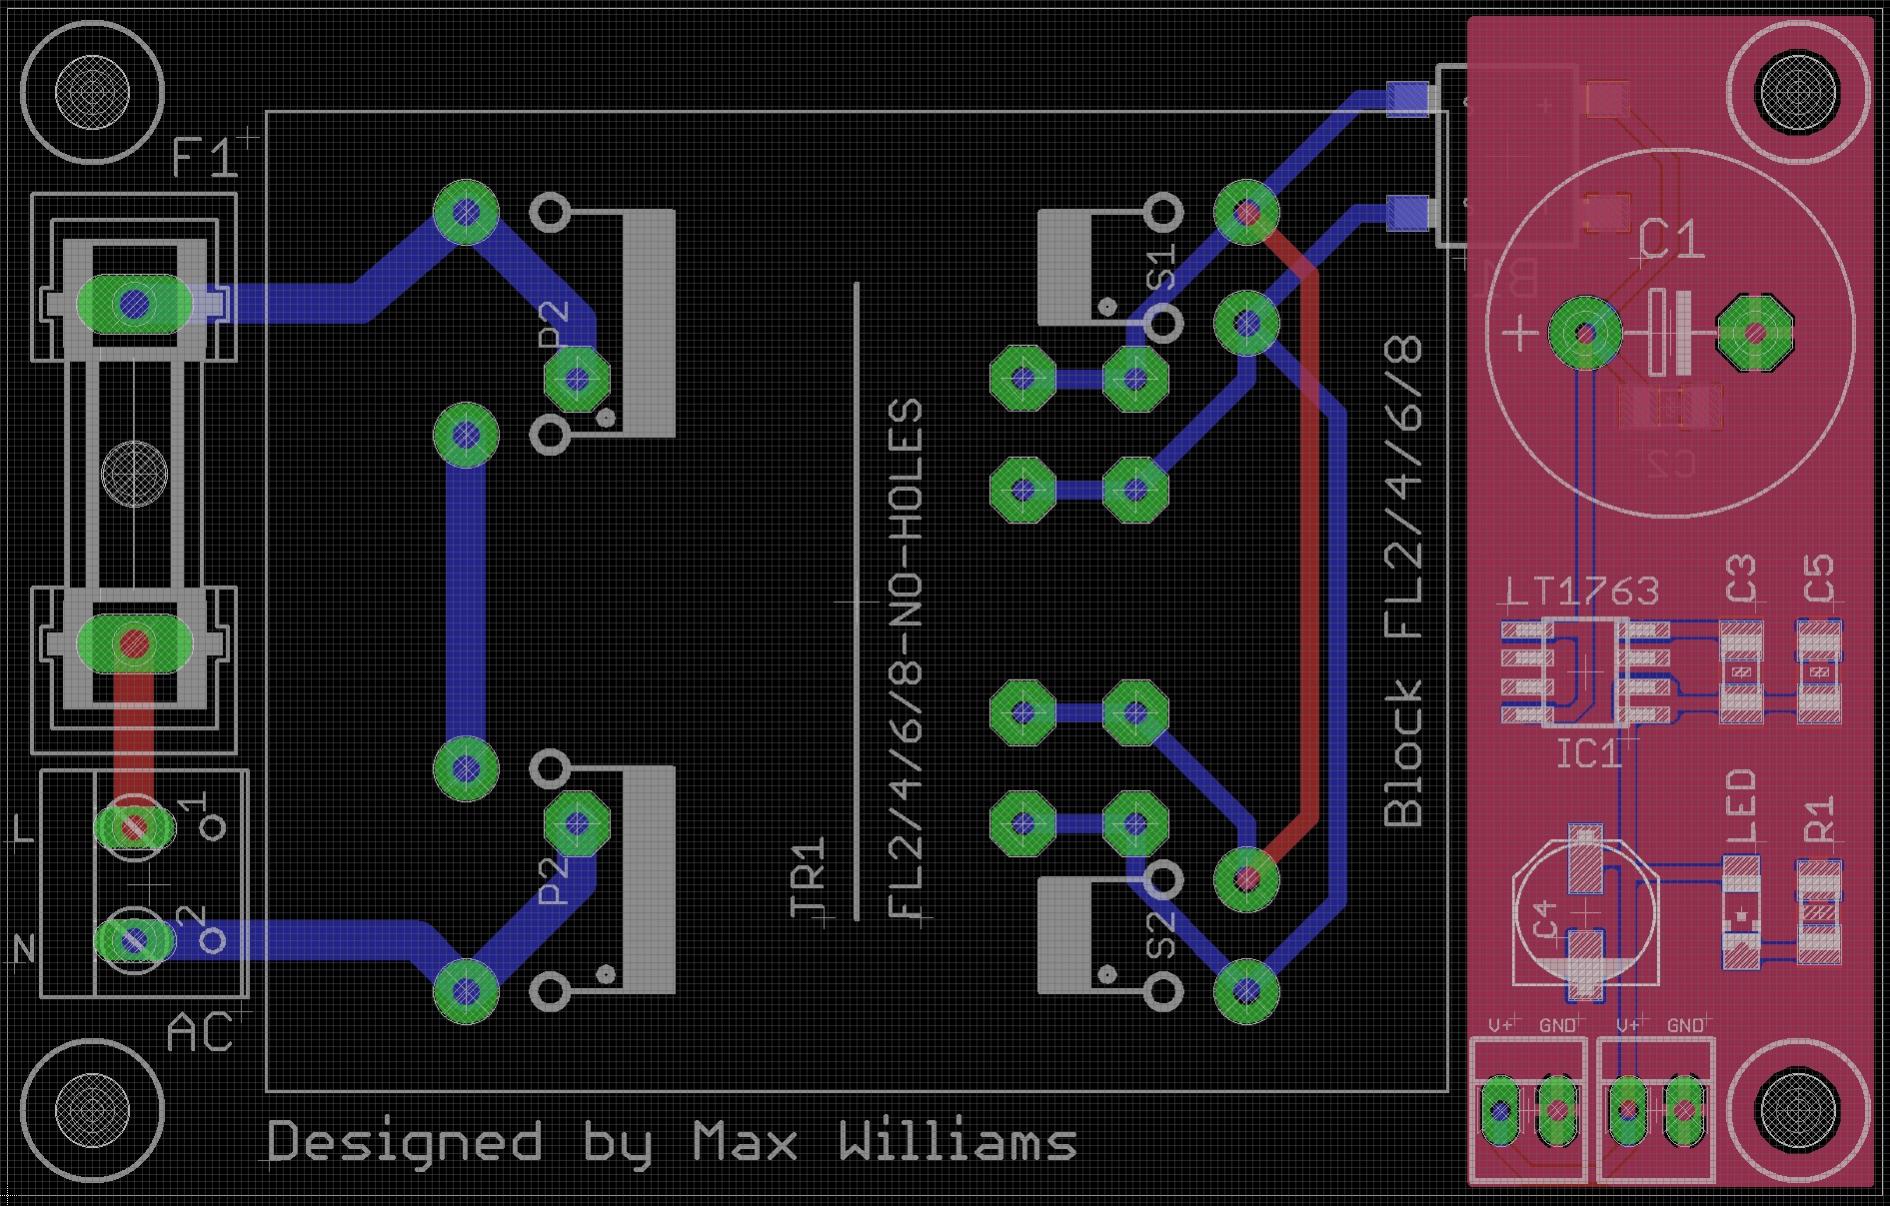 F1
P2
S1
C1
B1
C2
FL2/4/6/8-NO-HOLES
Block FL2/4/6/8
LT1763
C3
C5
IC1
LED
R1
L
1
TR1
P2
S2
C4
N
2
AC
V+
GND
V+
GND
Designed by Max Williams